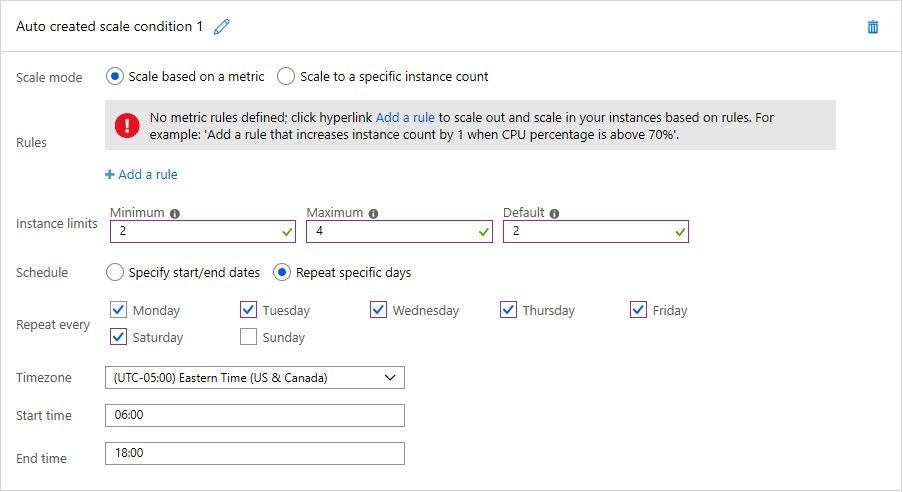 Auto created scale condition 1
Scale mode
Scale based on a metric
Scale to a specific instance count
Rules
No metric rules defined; click hyperlink Add a rule to scale out and scale in your instances based on rules. For
example: 'Add a rule that increases instance count by 1 when CPU percentage is above 70%'.
+ Add a rule
Instance limits
Minimum
Maximum
Default
2
4
2
Schedule
Specify start/end dates
Repeat specific days
Repeat every
Monday
Tuesday
Wednesday
Thursday
Friday
Saturday
Sunday
Timezone
(UTC-05:00) Eastern Time (US & Canada)
Start time
06:00
End time
18:00